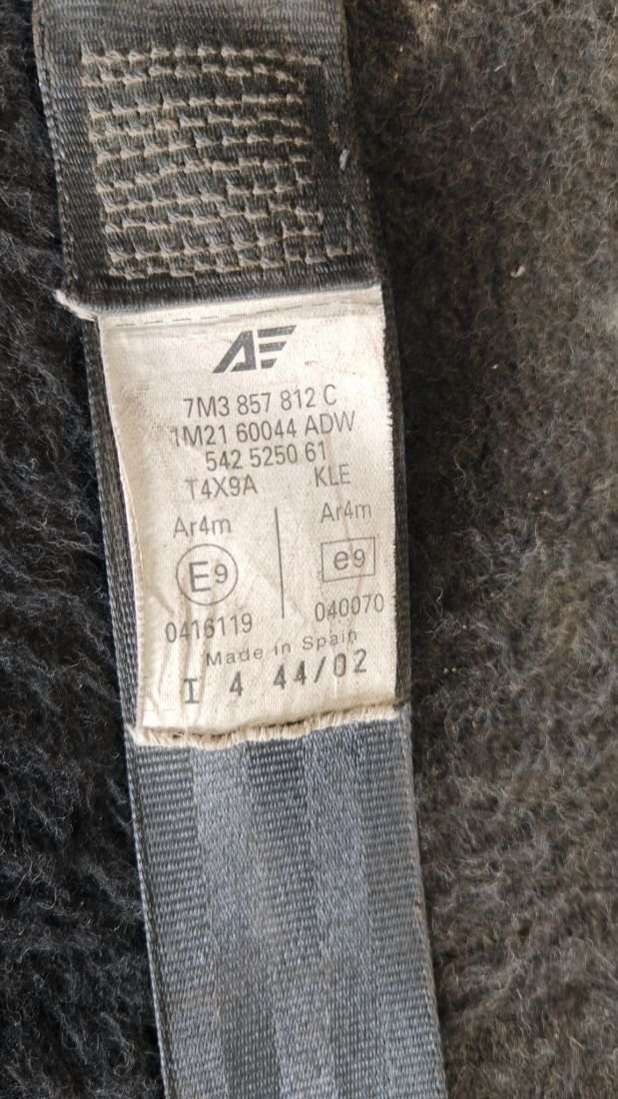 AE
7M3 857 812 C
1M21 60044 ADW
542 5250 61
T4X9A KLE
Ar4m Ar4m
E9 e9
0416119 040070
Made in Spain
I 4 44/02